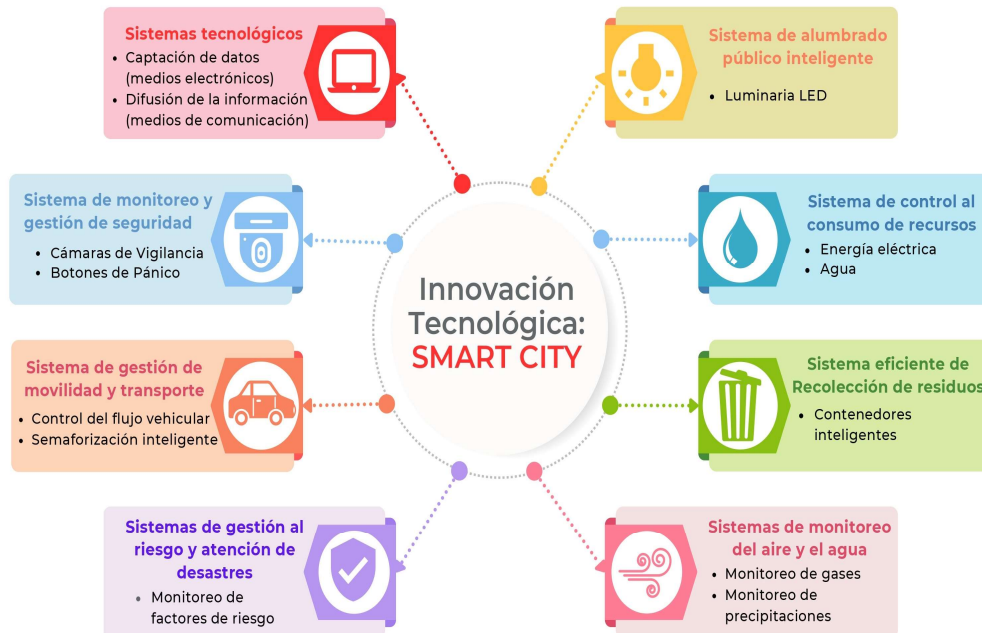 Sistemas tecnológicos
• Captación de datos
(medios electrónicos)
• Difusión de la información
(medios de comunicación)
Sistema de alumbrado
público inteligente
• Luminaria LED
Sistema de monitoreo y
gestión de seguridad
• Cámaras de Vigilancia
• Botones de Pánico
Sistema de control al
consumo de recursos
• Energía eléctrica
• Agua
Innovación
Tecnológica:
SMART CITY
Sistema de gestión de
movilidad y transporte
• Control del flujo vehicular
• Semaforización inteligente
Sistema eficiente de
Recolección de residuos
• Contenedores
inteligentes
Sistemas de gestión al
riesgo y atención de
desastres
• Monitoreo de
factores de riesgo
Sistemas de monitoreo
del aire y el agua
• Monitoreo de gases
• Monitoreo de
precipitaciones